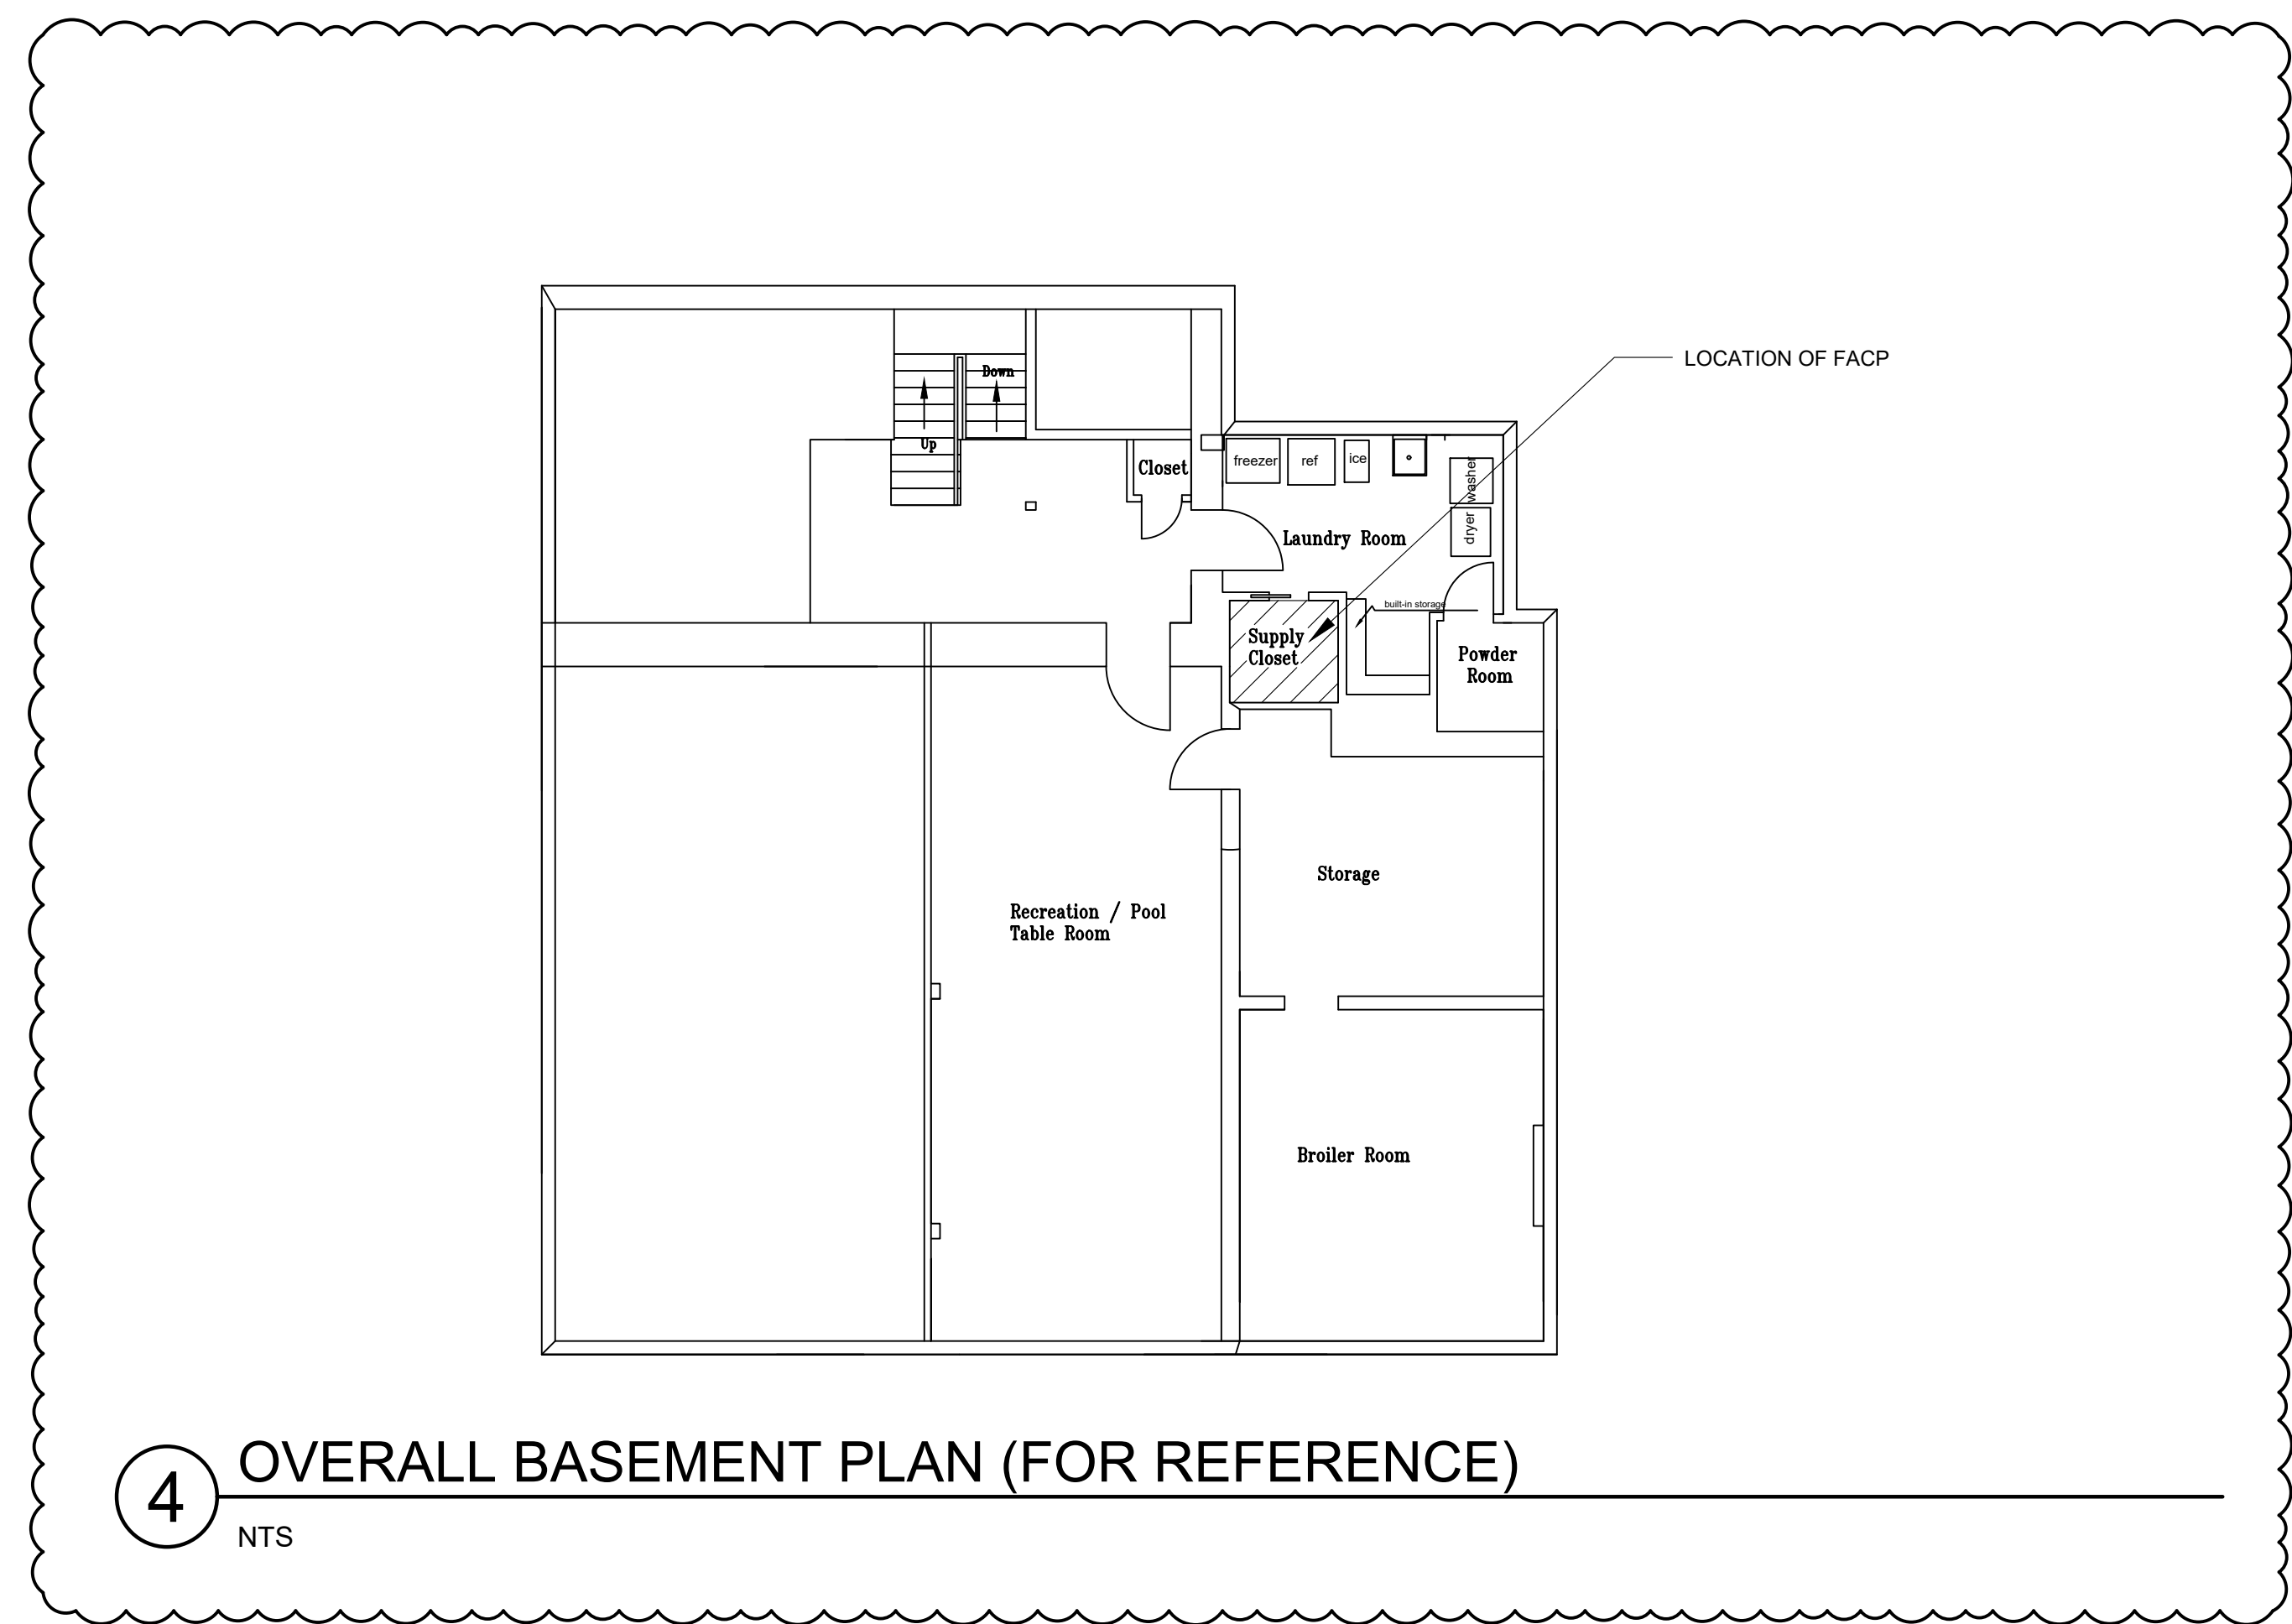 LOCATION OF FACP
Down
Up
Closet
freezer
ref
ice
washer
dryer
Laundry Room
built-in storage
Supply
Closet
Powder
Room
Storage
Recreation / Pool
Table Room
Broiler Room
4
OVERALL BASEMENT PLAN (FOR REFERENCE)
NTS